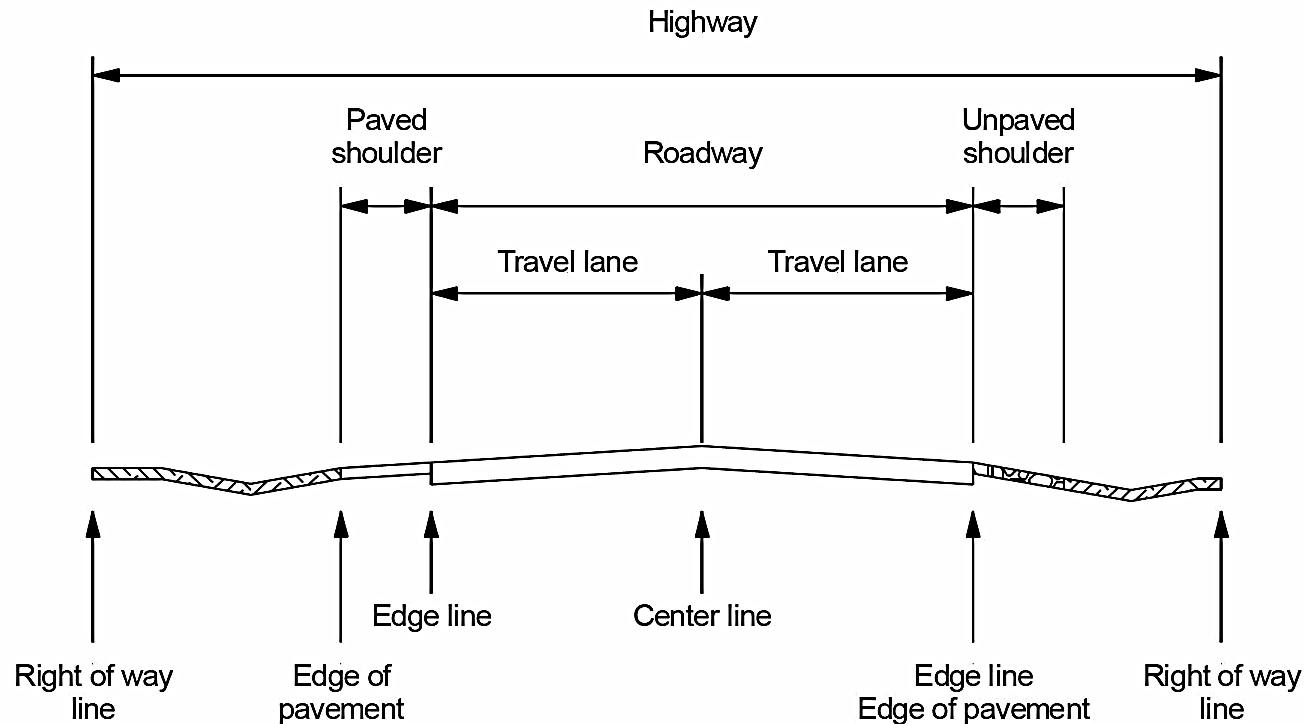 Highway
Paved
shoulder
Roadway
Unpaved
shoulder
Travel lane
Travel lane
Edge line
Center line
Right of way
line
Edge of
pavement
Edge line
Edge of pavement
Right of way
line